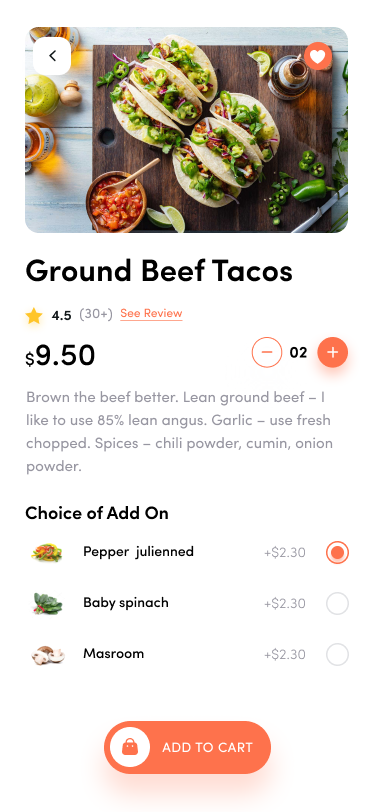 Ground Beef Tacos
4.5 (30+) See Review
$9.50 02
Brown the beef better. Lean ground beef – I
like to use 85% lean angus. Garlic – use fresh
chopped. Spices – chili powder, cumin, onion
powder.
Choice of Add On
Pepper julienned +$2.30
Baby spinach +$2.30
Masroom +$2.30
ADD TO CART